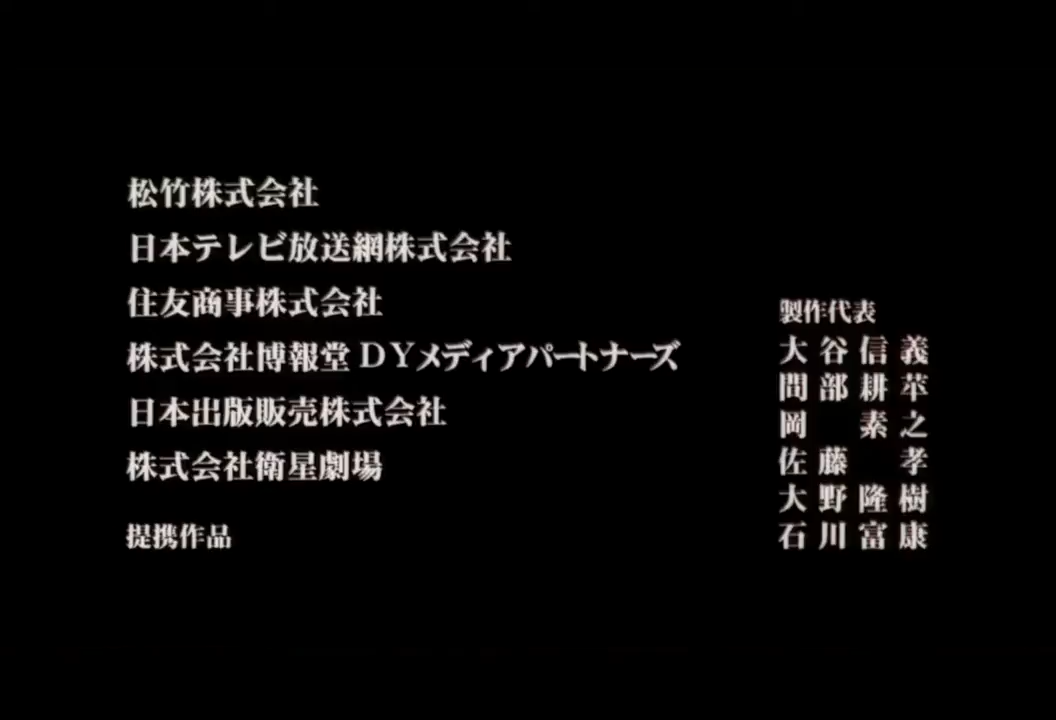 松竹株式会社
日本テレビ放送網株式会社
住友商事株式会社
株式会社博報堂DYメディアパートナーズ
日本出版販売株式会社
株式会社衛星劇場
提携作品
製作代表
大谷信義
間部耕苹
岡 素之
佐藤 孝
大野隆樹
石川富康